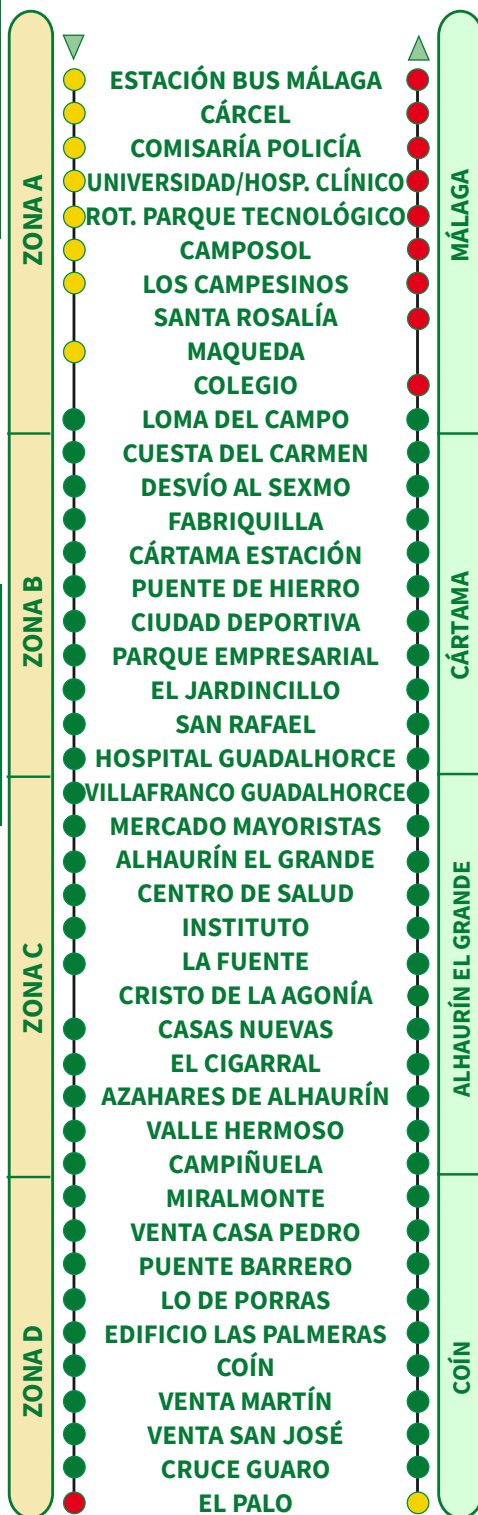 ZONA A
MÁLAGA
ESTACIÓN BUS MÁLAGA
CÁRCEL
COMISARÍA POLICÍA
UNIVERSIDAD/HOSP. CLÍNICO
ROT. PARQUE TECNOLÓGICO
CAMPOSOL
LOS CAMPESINOS
SANTA ROSALÍA
MAQUEDA
COLEGIO
LOMA DEL CAMPO
ZONA B
CÁRTAMA
CUESTA DEL CARMEN
DESVÍO AL SEXMO
FABRIQUILLA
CÁRTAMA ESTACIÓN
PUENTE DE HIERRO
CIUDAD DEPORTIVA
PARQUE EMPRESARIAL
EL JARDINCILLO
SAN RAFAEL
HOSPITAL GUADALHORCE
ZONA C
ALHAURÍN EL GRANDE
VILLAFRANCO GUADALHORCE
MERCADO MAYORISTAS
ALHAURÍN EL GRANDE
CENTRO DE SALUD
INSTITUTO
LA FUENTE
CRISTO DE LA AGONÍA
CASAS NUEVAS
EL CIGARRAL
AZAHARES DE ALHAURÍN
VALLE HERMOSO
CAMPIÑUELA
ZONA D
COÍN
MIRALMONTE
VENTA CASA PEDRO
PUENTE BARRERO
LO DE PORRAS
EDIFICIO LAS PALMERAS
COÍN
VENTA MARTÍN
VENTA SAN JOSÉ
CRUCE GUARO
EL PALO